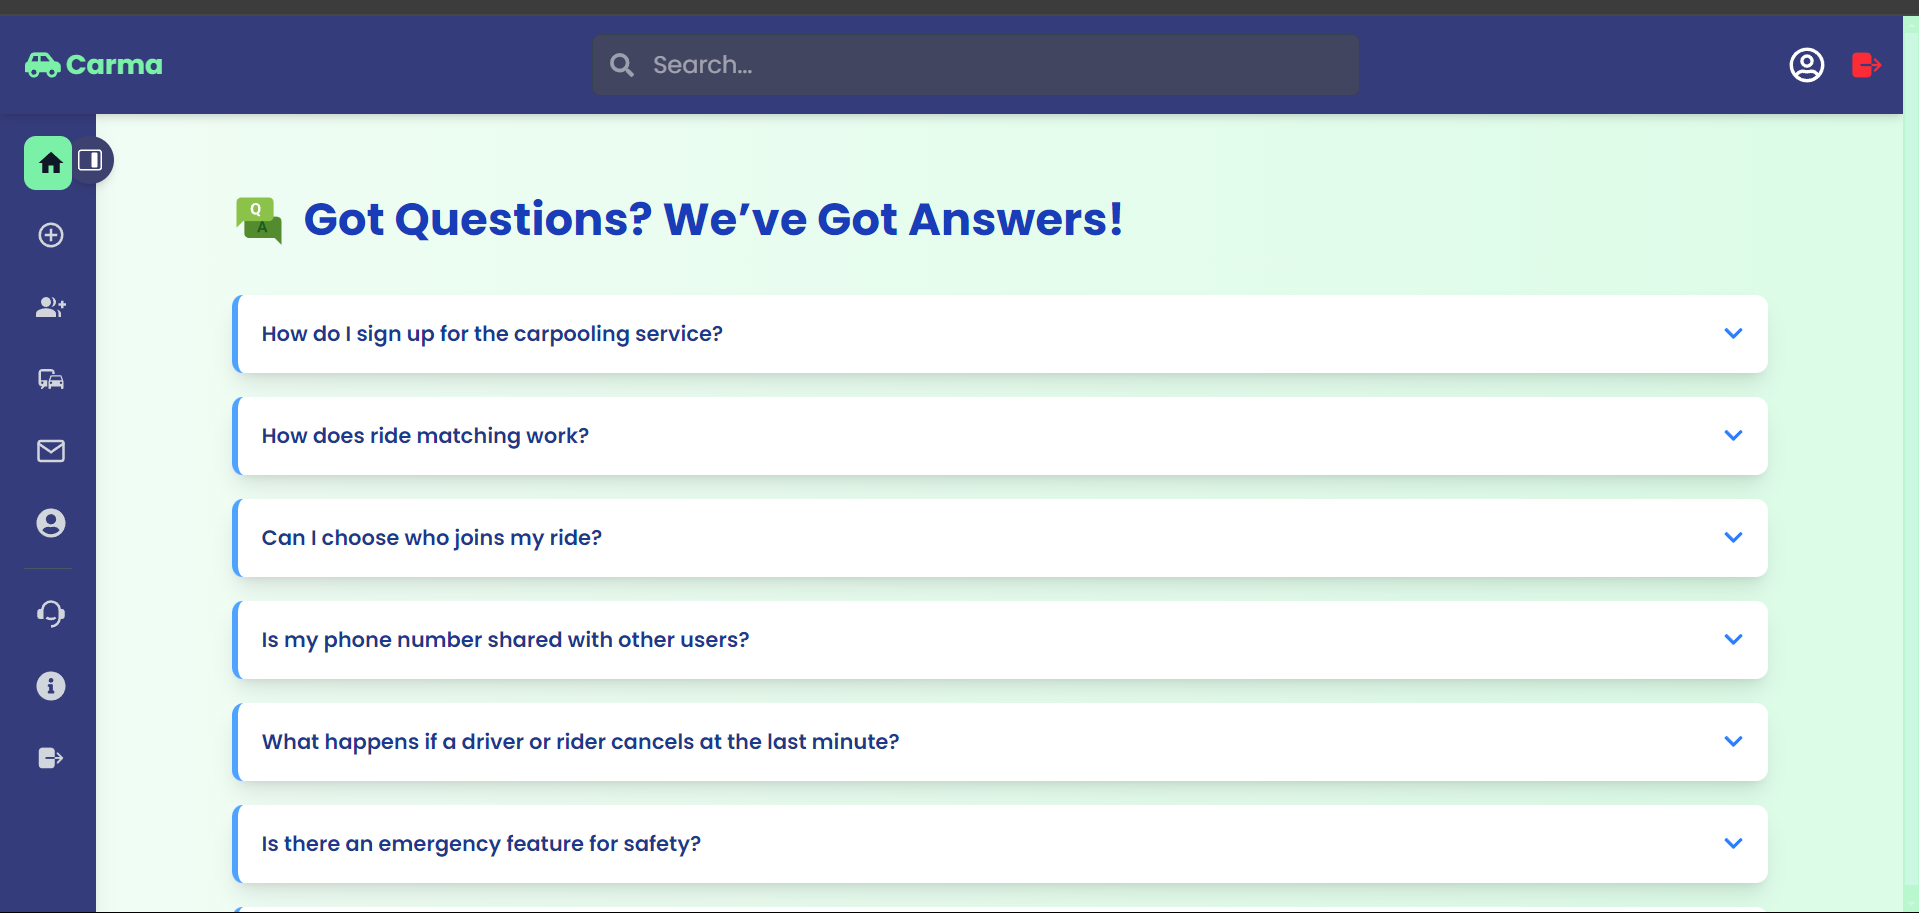 Carma
Search...
Q
A
Got Questions? We’ve Got Answers!
How do I sign up for the carpooling service?
How does ride matching work?
Can I choose who joins my ride?
Is my phone number shared with other users?
What happens if a driver or rider cancels at the last minute?
Is there an emergency feature for safety?